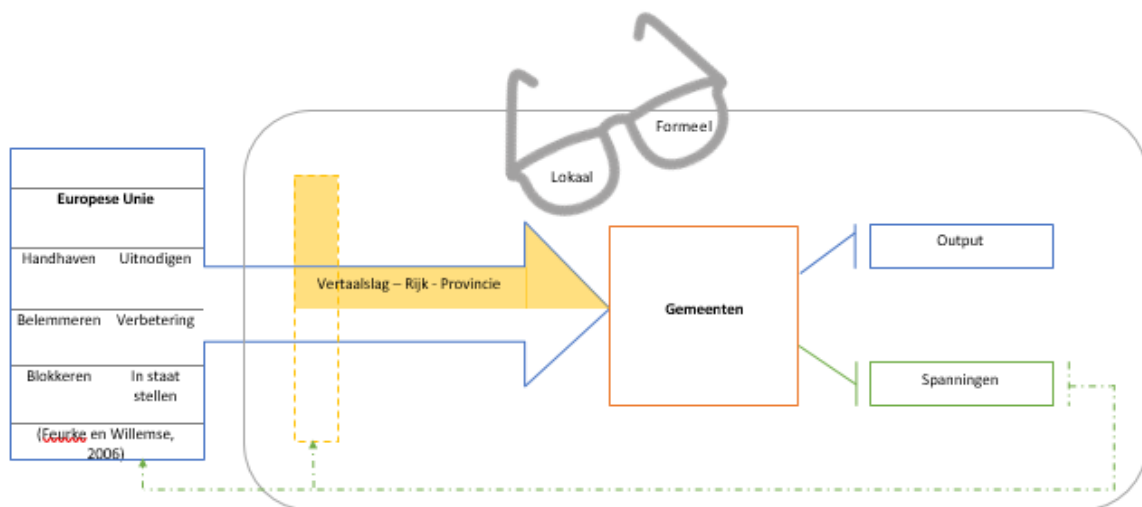 Formeel
Lokaal
Europese Unie
Handhaven Uitnodigen
Belemmeren Verbetering
Blokkeren In staat
stellen
(Feurke en Willemse,
2006)
Vertaalslag – Rijk - Provincie
Gemeenten
Output
Spanningen